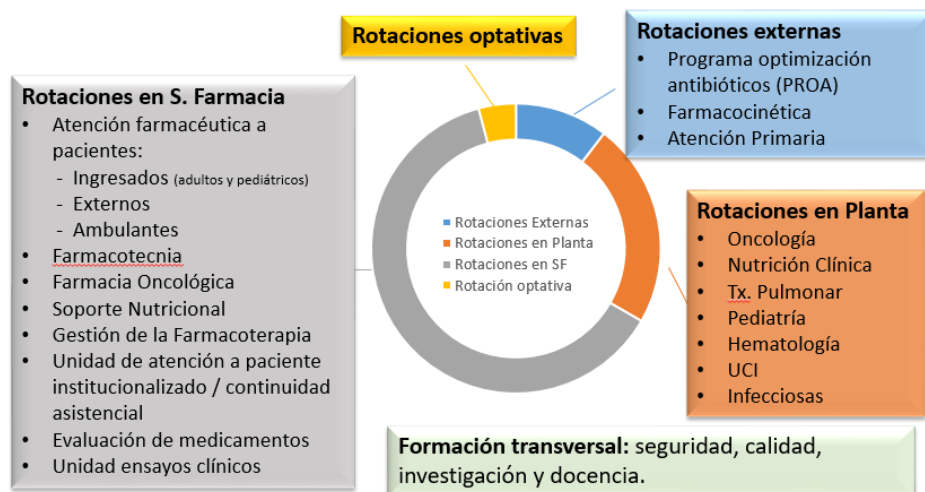 Rotaciones optativas
Rotaciones externas
• Programa optimización
antibióticos (PROA)
• Farmacocinética
• Atención Primaria
Rotaciones en S. Farmacia
• Atención farmacéutica a
pacientes:
- Ingresados (adultos y pediátricos)
- Externos
- Ambulantes
• Farmacotecnia
• Farmacia Oncológica
• Soporte Nutricional
• Gestión de la Farmacoterapia
• Unidad de atención a paciente
institucionalizado / continuidad
asistencial
• Evaluación de medicamentos
• Unidad ensayos clínicos
Rotaciones Externas
Rotaciones en Planta
Rotaciones en SF
Rotación optativa
Rotaciones en Planta
• Oncología
• Nutrición Clínica
• Tx. Pulmonar
• Pediatría
• Hematología
• UCI
• Infecciosas
Formación transversal: seguridad, calidad,
investigación y docencia.